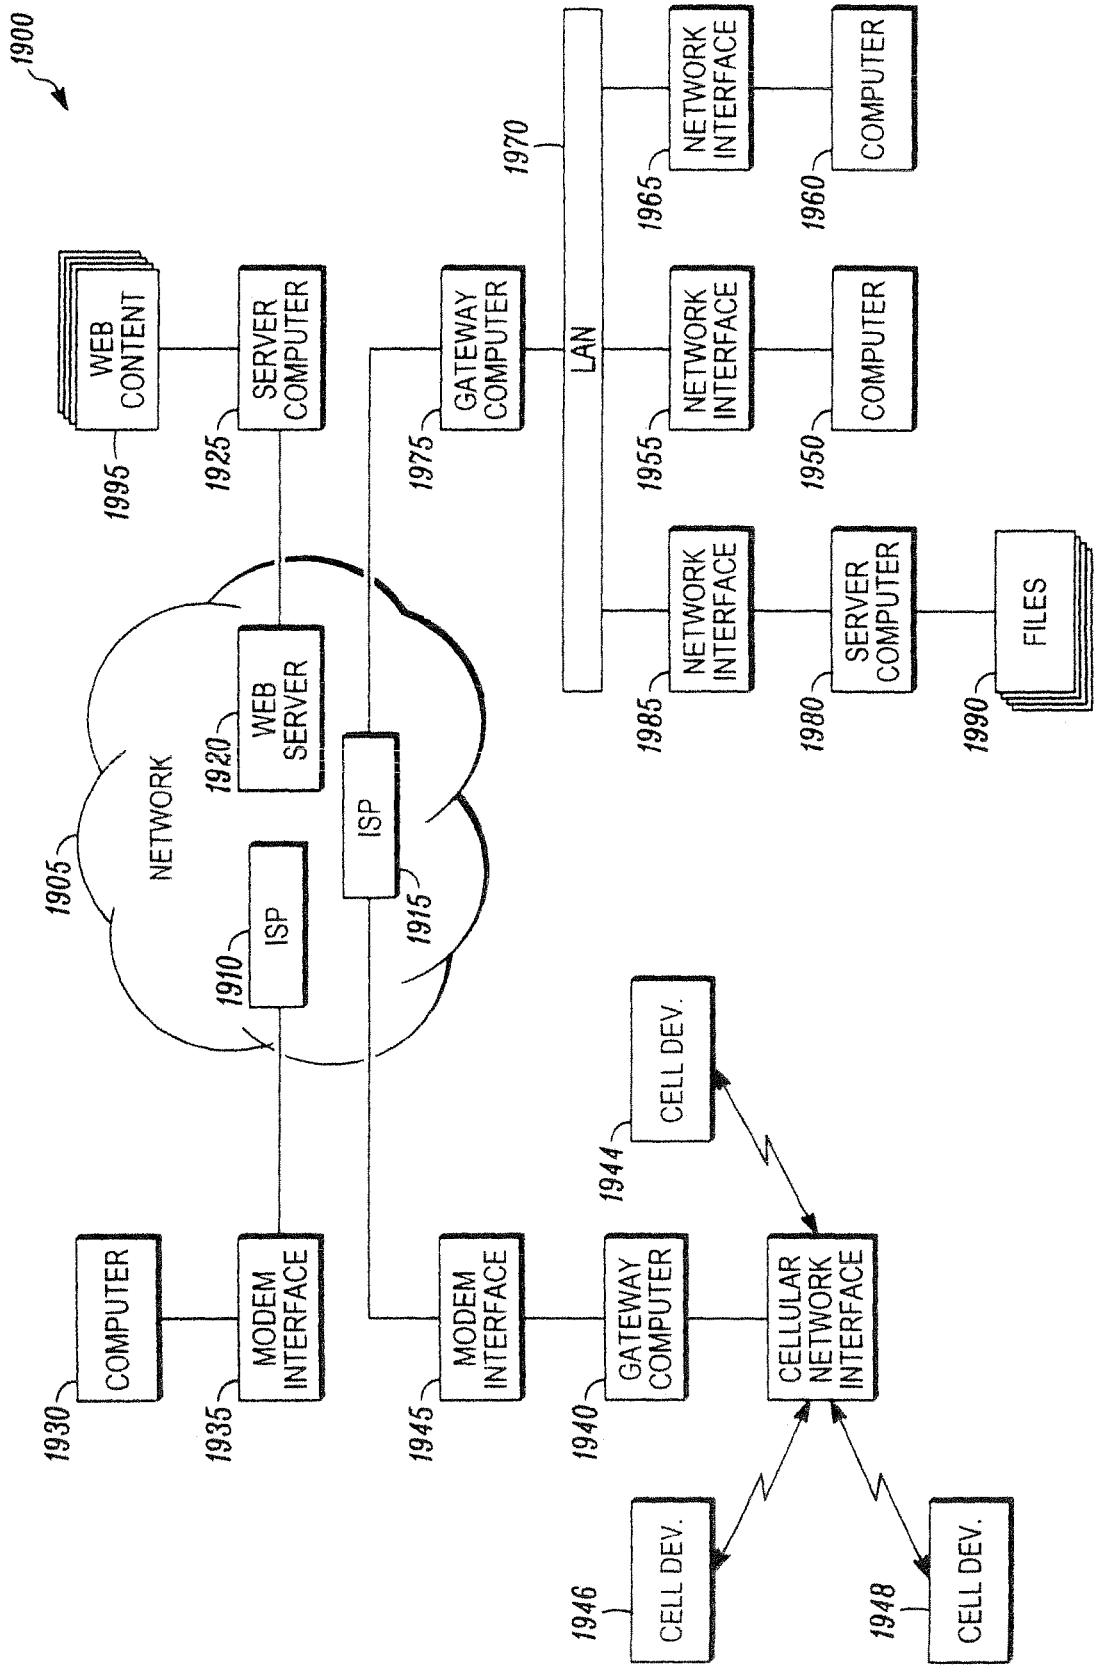 1900
1930
COMPUTER
1935
MODEM
INTERFACE
1945
MODEM
INTERFACE
1940
GATEWAY
COMPUTER
CELLULAR
NETWORK
INTERFACE
1946
CELL DEV.
1948
CELL DEV.
1944
CELL DEV.
1905
NETWORK
1910
ISP
1915
ISP
1920
WEB
SERVER
1995
WEB
CONTENT
1925
SERVER
COMPUTER
1975
GATEWAY
COMPUTER
1970
LAN
1985
NETWORK
INTERFACE
1980
SERVER
COMPUTER
1990
FILES
1955
NETWORK
INTERFACE
1950
COMPUTER
1965
NETWORK
INTERFACE
1960
COMPUTER